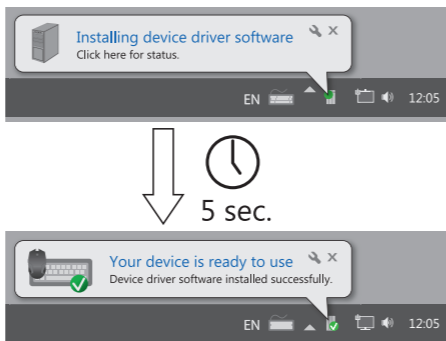 Installing device driver software
Click here for status.
EN 12:05
5 sec.
Your device is ready to use
Device driver software installed successfully.
EN 12:05